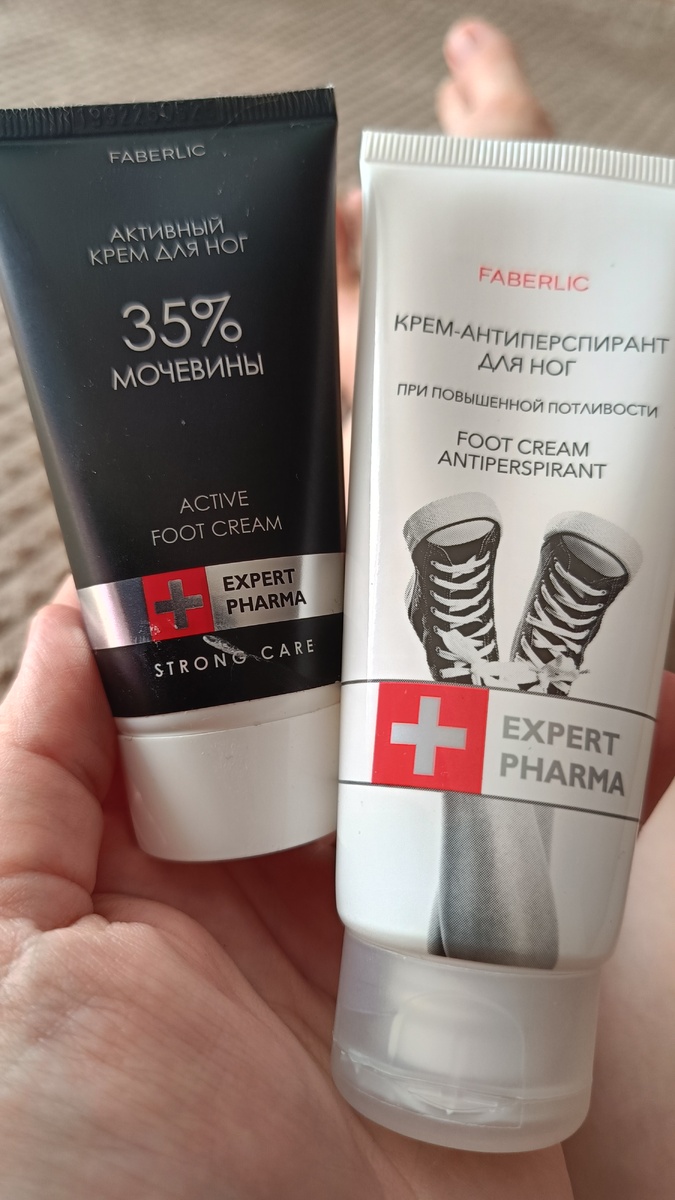 FABERLIC
АКТИВНЫЙ
КРЕМ ДЛЯ НОГ
35%
МОЧЕВИНЫ
ACTIVE
FOOT CREAM
EXPERT
PHARMA
STRONG CARE
FABERLIC
КРЕМ-АНТИПЕРСПИРАНТ
ДЛЯ НОГ
ПРИ ПОВЫШЕННОЙ ПОТЛИВОСТИ
FOOT CREAM
ANTIPERSPIRANT
EXPERT
PHARMA